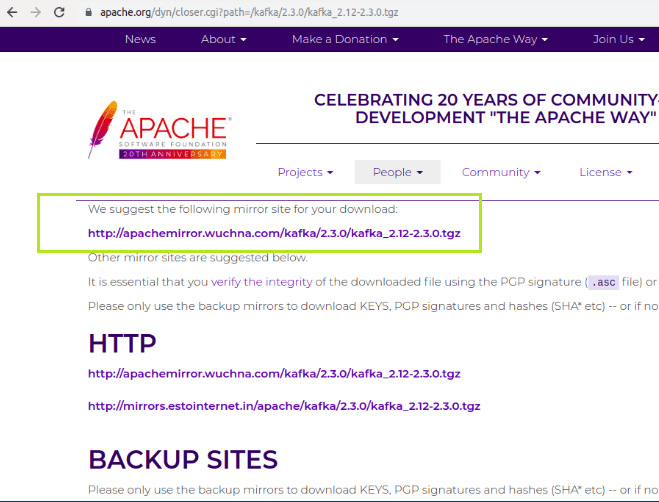 apache.org/dyn/closer.cgi?path=/kafka/2.3.0/kafka_2.12-2.3.0.tgz
News About Make a Donation The Apache Way Join Us
THE
APACHE®
SOFTWARE FOUNDATION
20TH ANNIVERSARY
CELEBRATING 20 YEARS OF COMMUNITY-
DEVELOPMENT "THE APACHE WAY"
Projects People Community License
We suggest the following mirror site for your download:
http://apachemirror.wuchna.com/kafka/2.3.0/kafka_2.12-2.3.0.tgz
Other mirror sites are suggested below.
It is essential that you verify the integrity of the downloaded file using the PGP signature ( .asc file) or
Please only use the backup mirrors to download KEYS, PGP signatures and hashes (SHA* etc) -- or if no
HTTP
http://apachemirror.wuchna.com/kafka/2.3.0/kafka_2.12-2.3.0.tgz
http://mirrors.estointernet.in/apache/kafka/2.3.0/kafka_2.12-2.3.0.tgz
BACKUP SITES
Please only use the backup mirrors to download KEYS, PGP signatures and hashes (SHA* etc) -- or if no